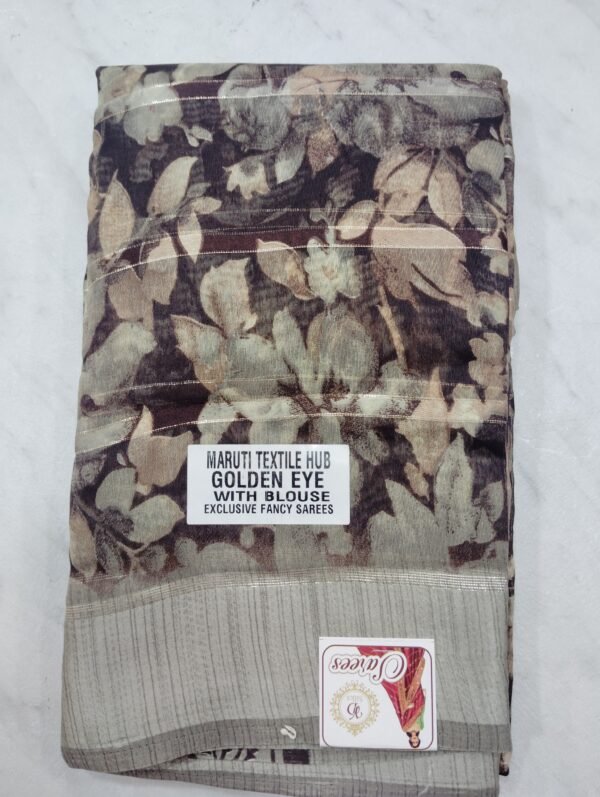 MARUTI TEXTILE HUB
GOLDEN EYE
WITH BLOUSE
EXCLUSIVE FANCY SAREES
Sarees